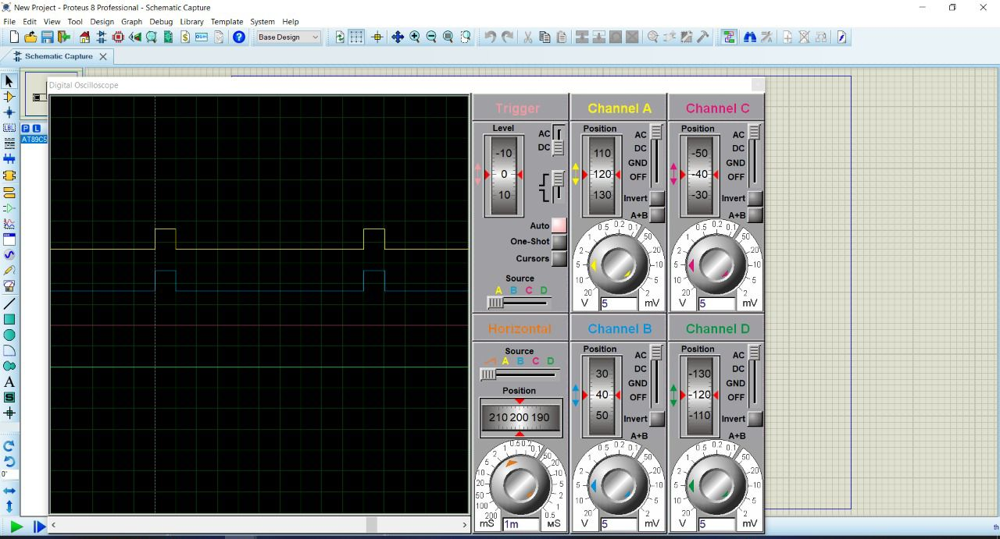 New Project - Proteus 8 Professional - Schematic Capture
File Edit View Tool Design Graph Debug Library Template System Help
Base Design
Schematic Capture
Digital Oscilloscope
P L
AT89C5
LBL
A
S
0°
Trigger
Level
-10
0
10
AC
DC
Auto
One-Shot
Cursors
Source
A B C D
Channel A
Position
110
120
130
AC
DC
GND
OFF
Invert
A+B
0.5 0.2 0.1
1 50
2 20
5 10
10 5
20 2
V 5 mV
Channel C
Position
-50
-40
-30
AC
DC
GND
OFF
Invert
A+B
0.5 0.2 0.1
1 50
2 20
5 10
10 5
20 2
V 5 mV
Horizontal
Source
A B C D
Position
210 200 190
1 0.5 0.2 0.1
2 50
5 20
10 10
20 5
50 2
100 1
200 0.5
mS 1m µS
Channel B
Position
30
40
50
AC
DC
GND
OFF
Invert
A+B
0.5 0.2 0.1
1 50
2 20
5 10
10 5
20 2
V 5 mV
Channel D
Position
-130
-120
-110
AC
DC
GND
OFF
Invert
A+B
0.5 0.2 0.1
1 50
2 20
5 10
10 5
20 2
V 5 mV
th